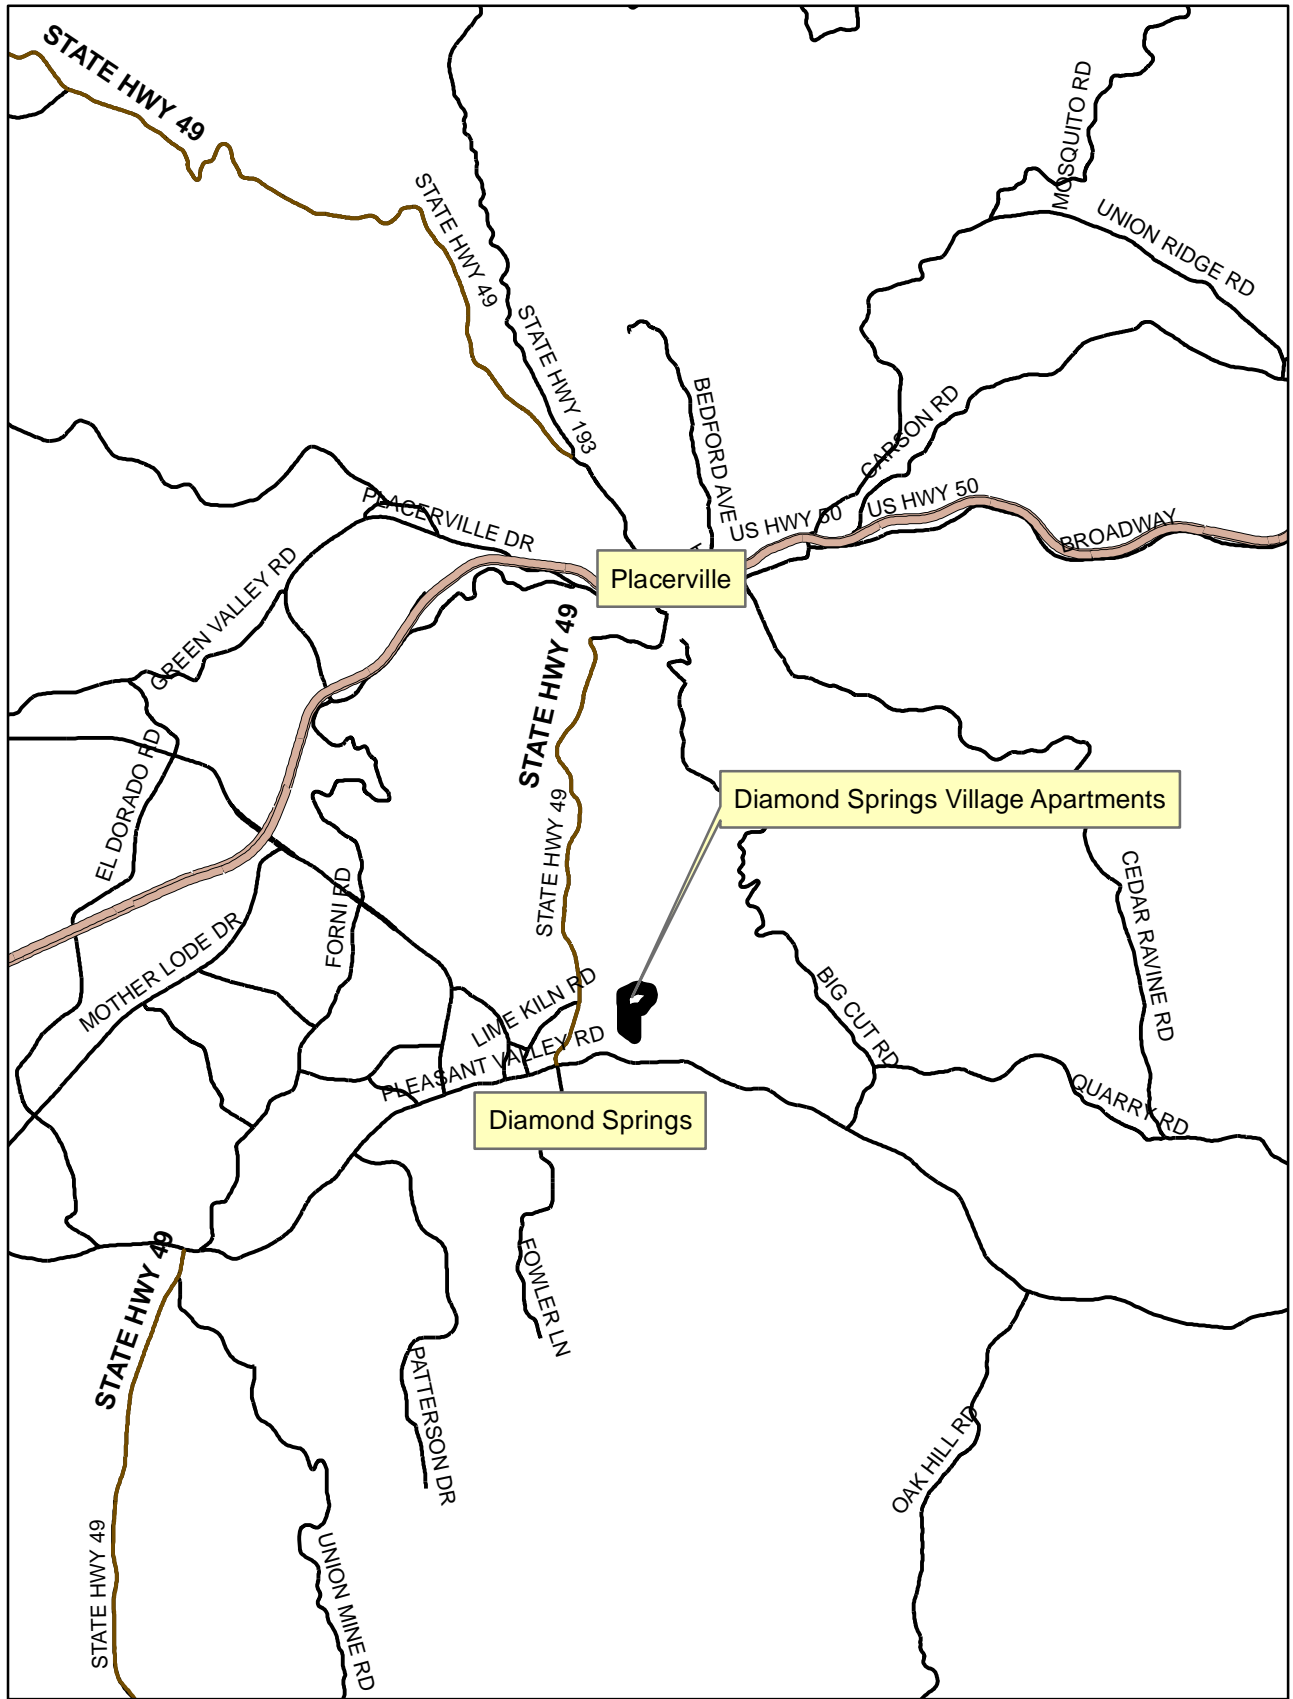 STATE HWY 49
MOSQUITO RD
STATE HWY 49
UNION RIDGE RD
STATE HWY 193
BEDFORD AVE
CARSON RD
US HWY 50
US HWY 50
PLACERVILLE DR
BROADWAY
GREEN VALLEY RD
Placerville
STATE HWY 49
EL DORADO RD
Diamond Springs Village Apartments
STATE HWY 49
FORNI RD
CEDAR RAVINE RD
MOTHER LODE DR
LIME KILN RD
BIG CUT RD
PLEASANT VALLEY RD
QUARRY RD
Diamond Springs
STATE HWY 49
FOWLER LN
PATTERSON DR
OAK HILL RD
STATE HWY 49
UNION MINE RD